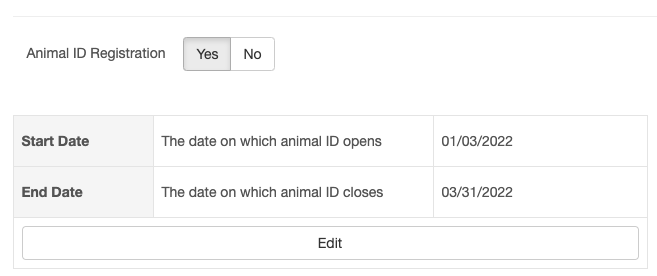 Animal ID Registration Yes No
Start Date The date on which animal ID opens 01/03/2022
End Date The date on which animal ID closes 03/31/2022
Edit